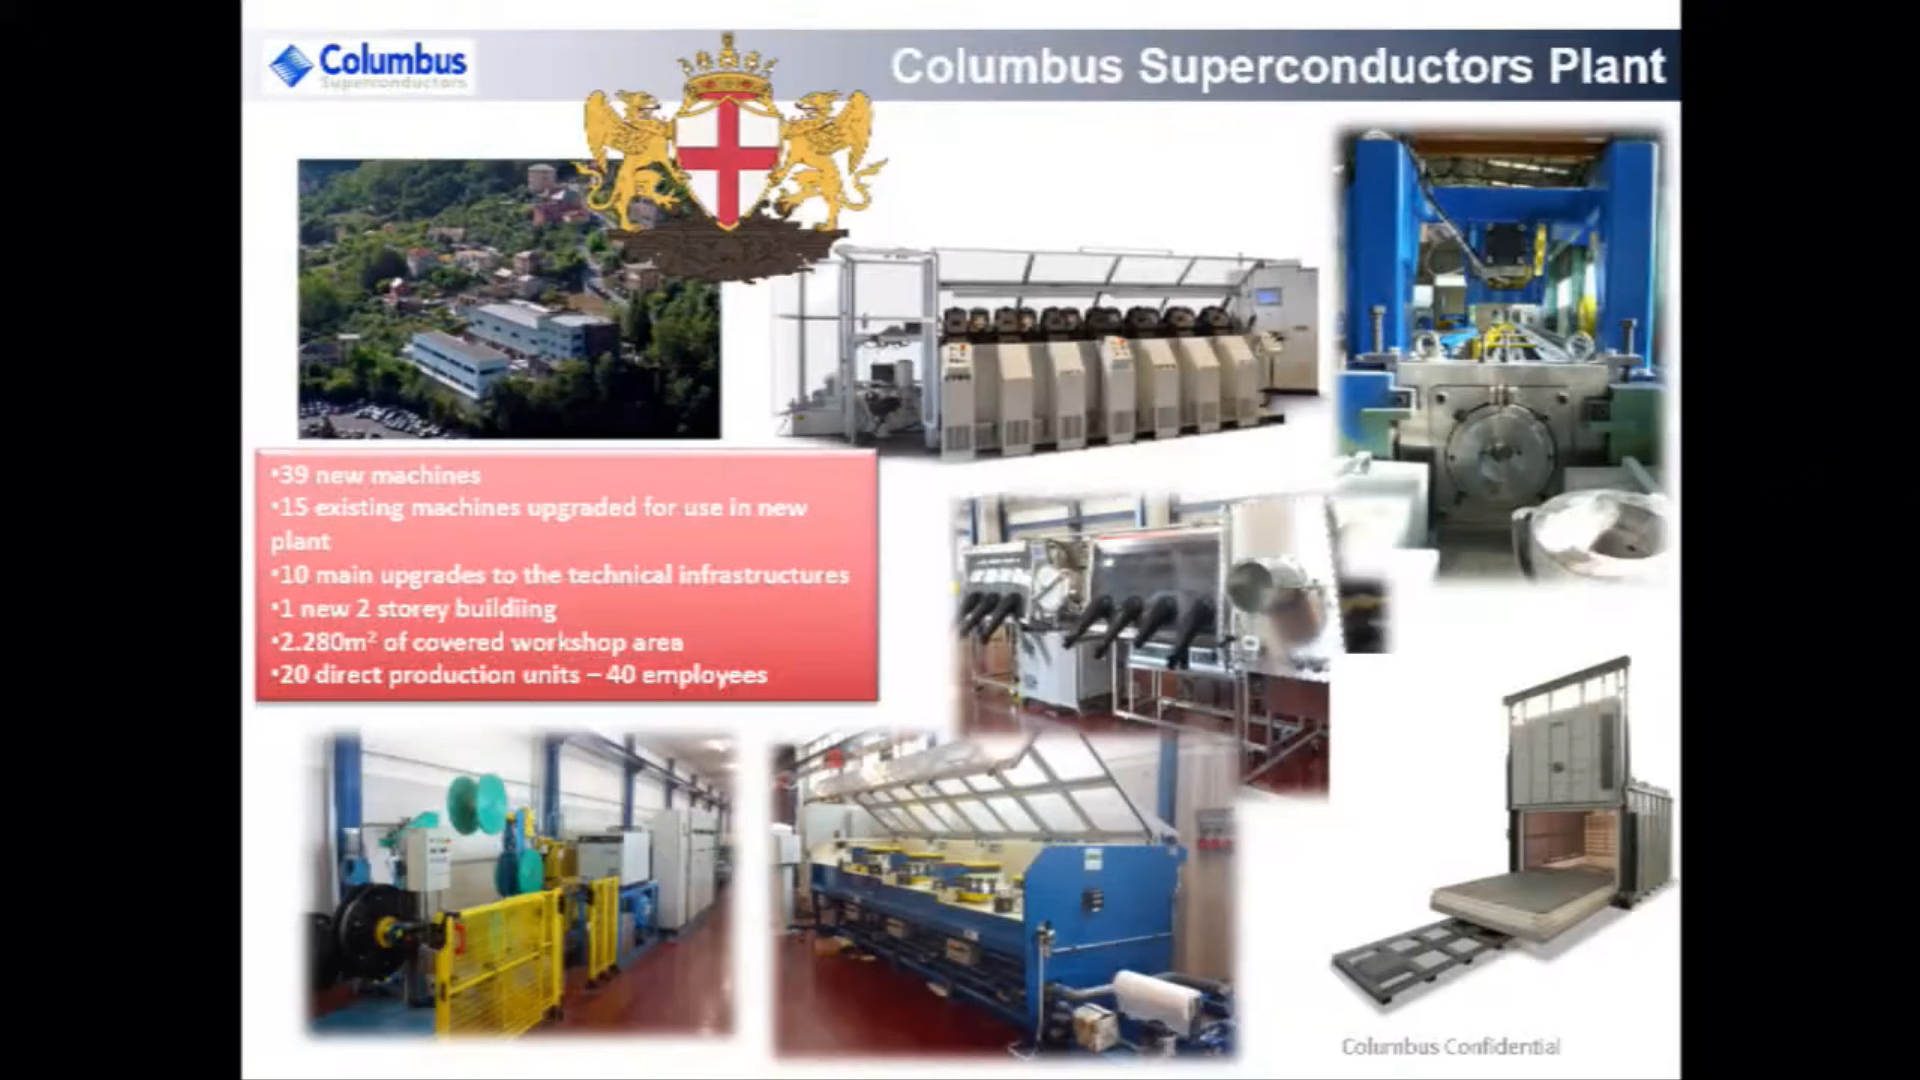 Columbus
Superconductors
Columbus Superconductors Plant
•39 new machines
•15 existing machines upgraded for use in new
plant
•10 main upgrades to the technical infrastructures
•1 new 2 storey buildiing
•2.280m² of covered workshop area
•20 direct production units – 40 employees
Columbus Confidential